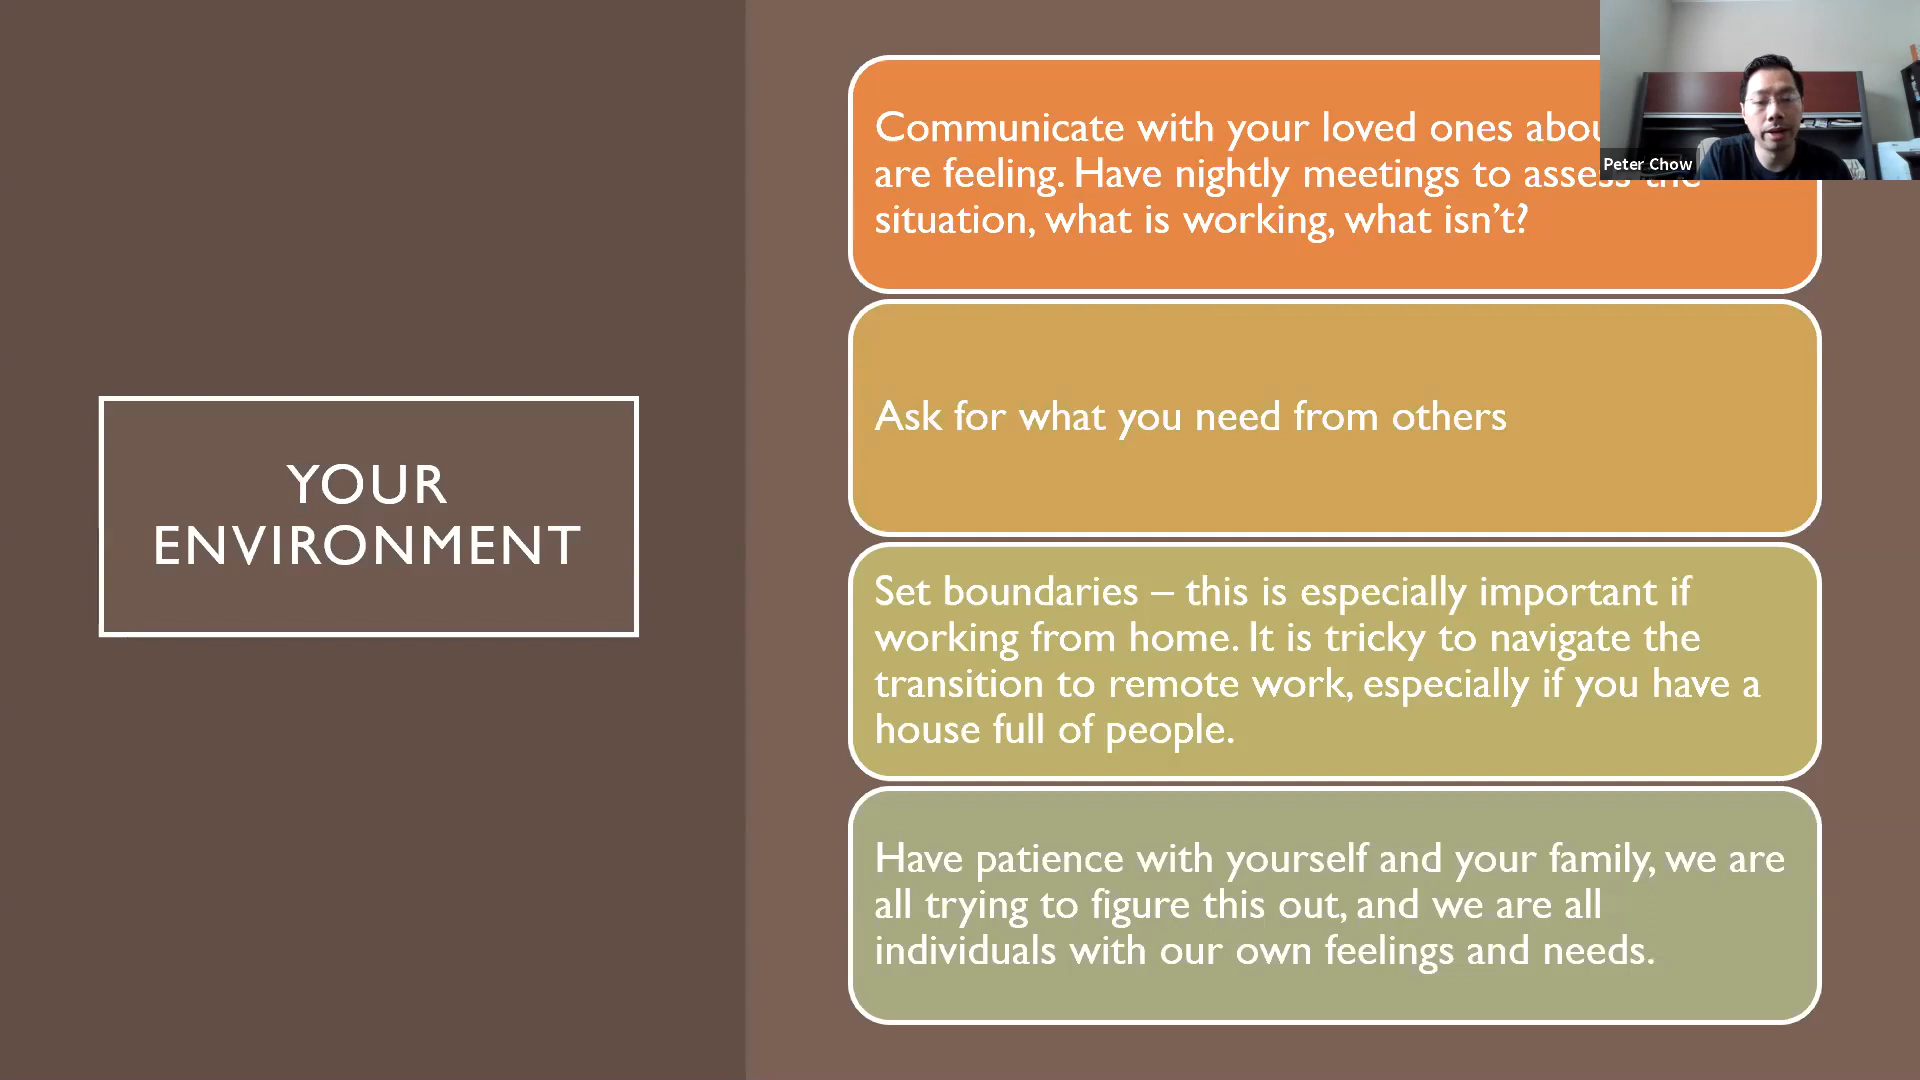 YOUR
ENVIRONMENT
Communicate with your loved ones
are feeling. Have nightly meetings to assess the
situation, what is working, what isn’t?
Ask for what you need from others
Set boundaries – this is especially important if
working from home. It is tricky to navigate the
transition to remote work, especially if you have a
house full of people.
Have patience with yourself and your family, we are
all trying to figure this out, and we are all
individuals with our own feelings and needs.
Peter Chow